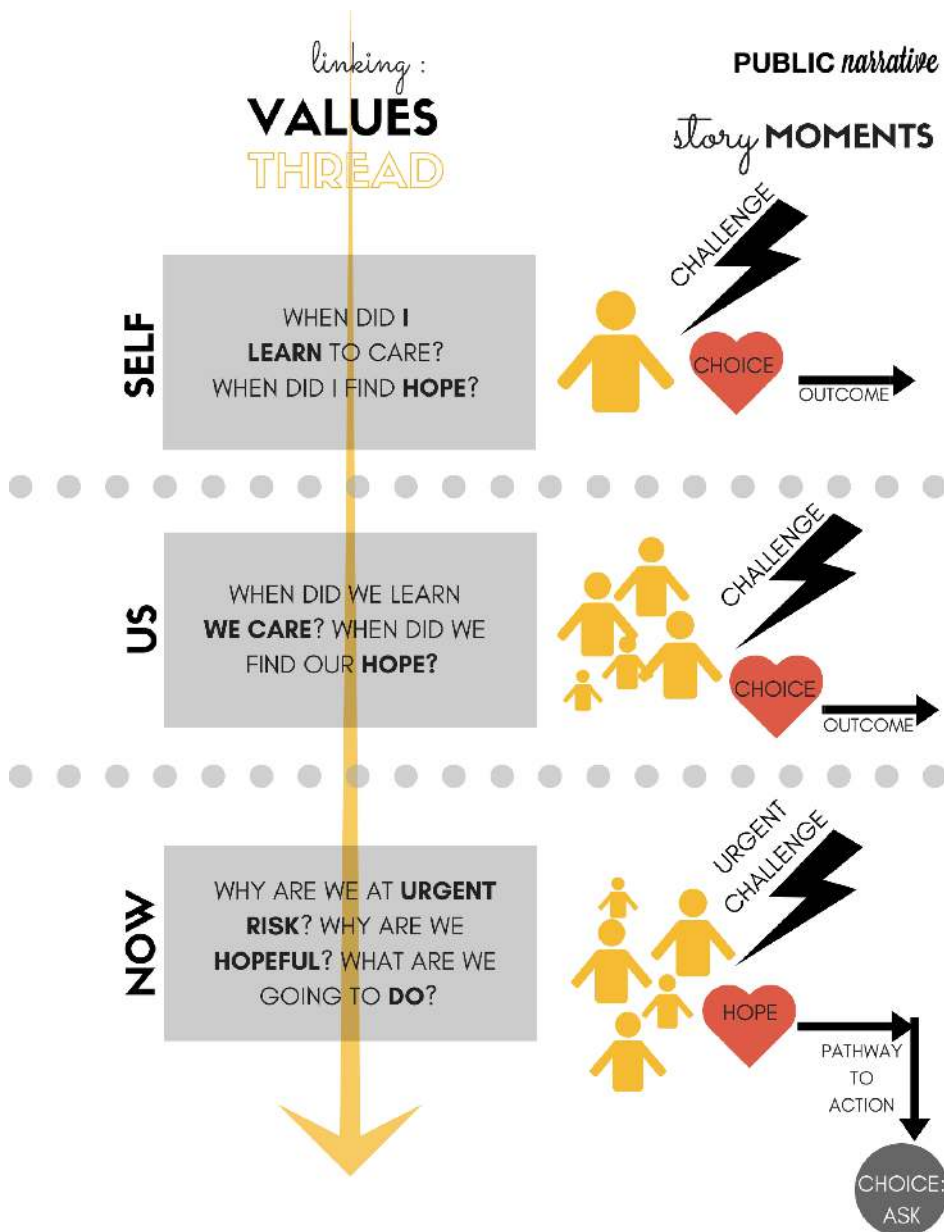 linking :
VALUES
THREAD
PUBLIC narrative
story MOMENTS
SELF
WHEN DID I
LEARN TO CARE?
WHEN DID I FIND HOPE?
CHALLENGE
CHOICE
OUTCOME
US
WHEN DID WE LEARN
WE CARE? WHEN DID WE
FIND OUR HOPE?
CHALLENGE
CHOICE
OUTCOME
NOW
WHY ARE WE AT URGENT
RISK? WHY ARE WE
HOPEFUL? WHAT ARE WE
GOING TO DO?
URGENT
CHALLENGE
HOPE
PATHWAY
TO
ACTION
CHOICE:
ASK